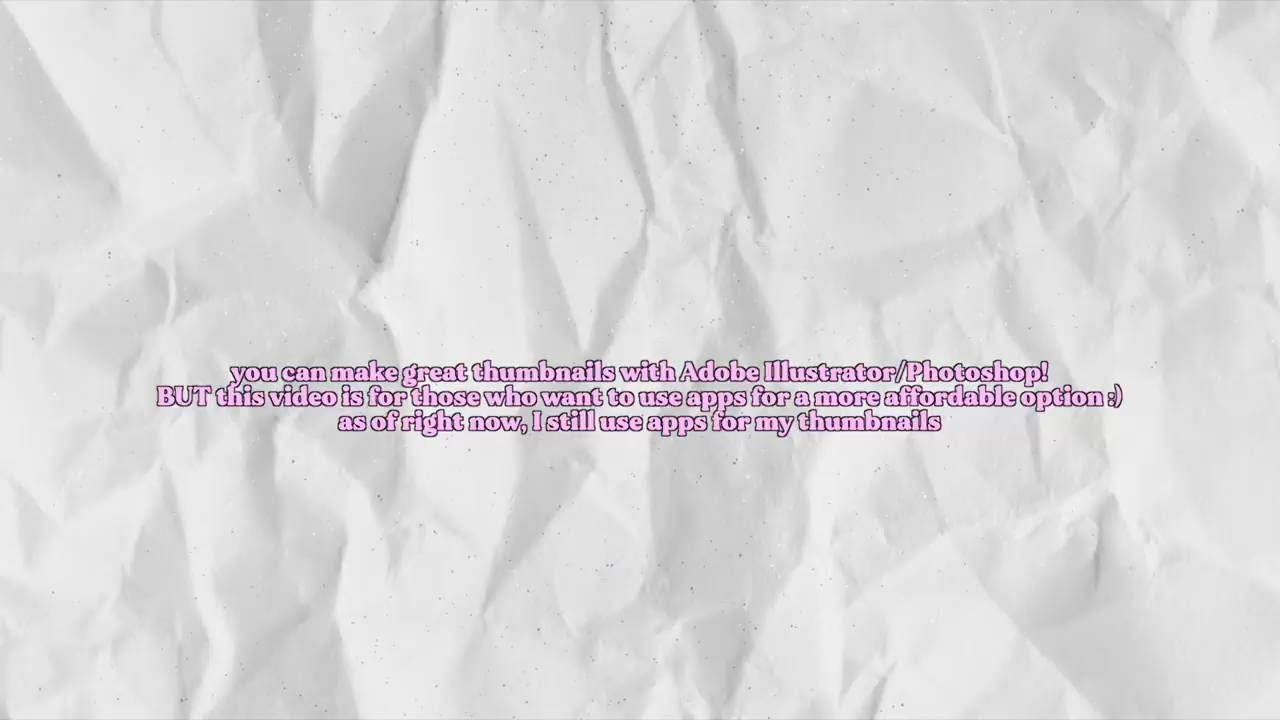 you can make great thumbnails with Adobe Illustrator/Photoshop!
BUT this video is for those who want to use apps for a more affordable option :)
as of right now, I still use apps for my thumbnails